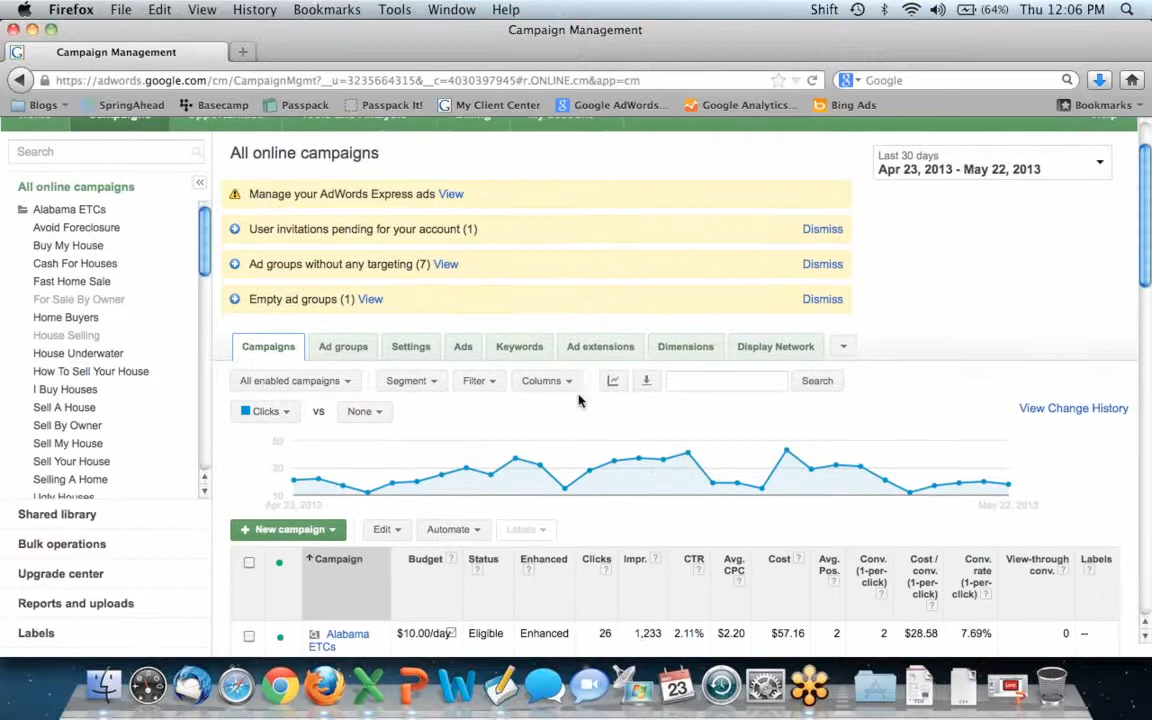 Firefox File Edit View History Bookmarks Tools Window Help Shift (64%) Thu 12:06 PM
Campaign Management
Campaign Management
https://adwords.google.com/cm/CampaignMgmt?__u=3235664315&__c=4030397945#r.ONLINE.cm&app=cm Google
Blogs SpringAhead Basecamp Passpack Passpack It! My Client Center Google AdWords... Google Analytics... Bing Ads Bookmarks
Search
All online campaigns
Alabama ETCs
Avoid Foreclosure
Buy My House
Cash For Houses
Fast Home Sale
For Sale By Owner
Home Buyers
House Selling
House Underwater
How To Sell Your House
I Buy Houses
Sell A House
Sell By Owner
Sell My House
Sell Your House
Selling A Home
Ugly Houses
Shared library
Bulk operations
Upgrade center
Reports and uploads
Labels
All online campaigns
Last 30 days
Apr 23, 2013 - May 22, 2013
Manage your AdWords Express ads View
User invitations pending for your account (1) Dismiss
Ad groups without any targeting (7) View Dismiss
Empty ad groups (1) View Dismiss
Campaigns Ad groups Settings Ads Keywords Ad extensions Dimensions Display Network
All enabled campaigns Segment Filter Columns Search
Clicks VS None View Change History
50
30
10
Apr 23, 2013 May 22, 2013
+ New campaign Edit Automate Labels
Campaign Budget ? Status ? Enhanced ? Clicks ? Impr. ? CTR ? Avg. CPC ? Cost ? Avg. Pos. ? Conv. (1-per-click) ? Cost / conv. (1-per-click) ? Conv. rate (1-per-click) ? View-through conv. ? Labels ?
Alabama ETCs $10.00/day Eligible Enhanced 26 1,233 2.11% $2.20 $57.16 2 2 $28.58 7.69% 0 --